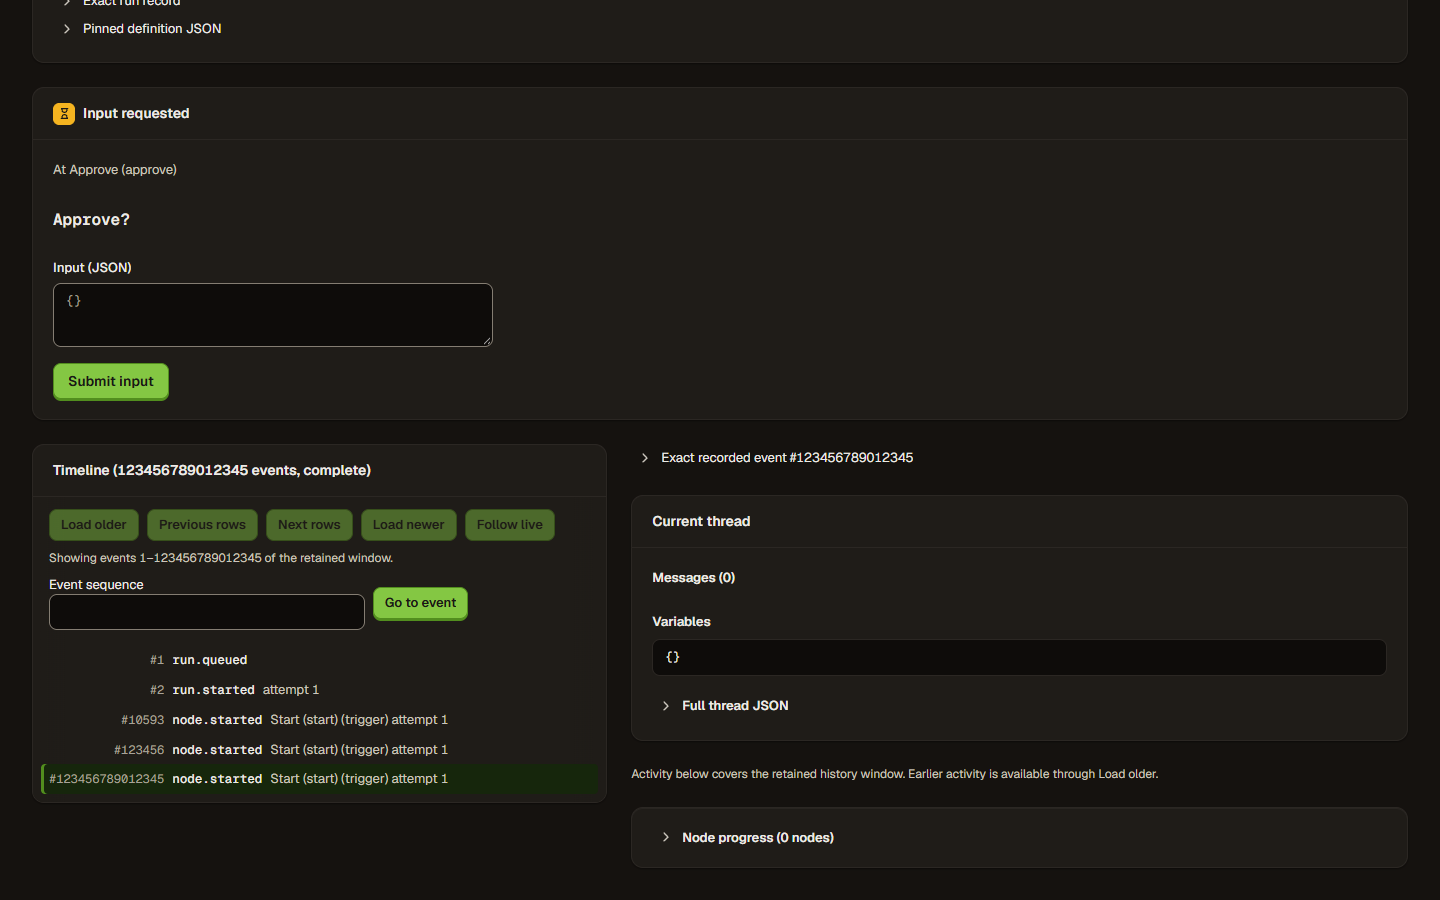 Exact run record
Pinned definition JSON
Input requested
At Approve (approve)
Approve?
Input (JSON)
{}
Submit input
Timeline (123456789012345 events, complete)
Load older
Previous rows
Next rows
Load newer
Follow live
Showing events 1–123456789012345 of the retained window.
Event sequence
Go to event
#1 run.queued
#2 run.started attempt 1
#10593 node.started Start (start) (trigger) attempt 1
#123456 node.started Start (start) (trigger) attempt 1
#123456789012345 node.started Start (start) (trigger) attempt 1
Exact recorded event #123456789012345
Current thread
Messages (0)
Variables
{}
Full thread JSON
Activity below covers the retained history window. Earlier activity is available through Load older.
Node progress (0 nodes)